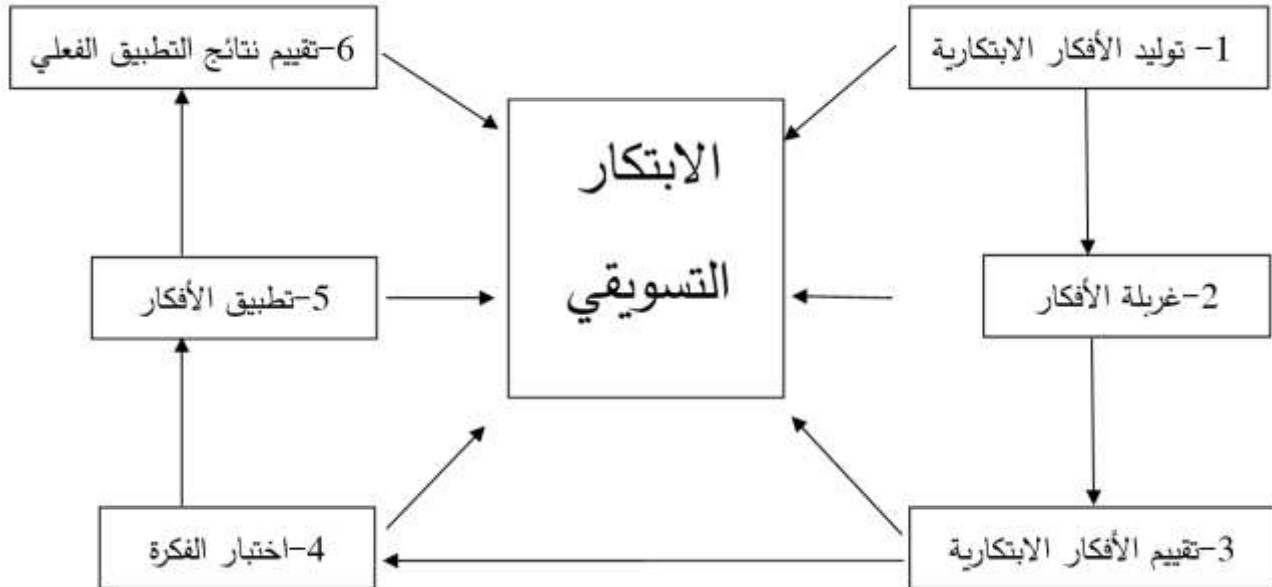 1- توليد الأفكار الابتكارية
6-تقييم نتائج التطبيق الفعلي
الابتكار
التسويقي
2-غربلة الأفكار
5-تطبيق الأفكار
3-تقييم الأفكار الابتكارية
4-اختبار الفكرة